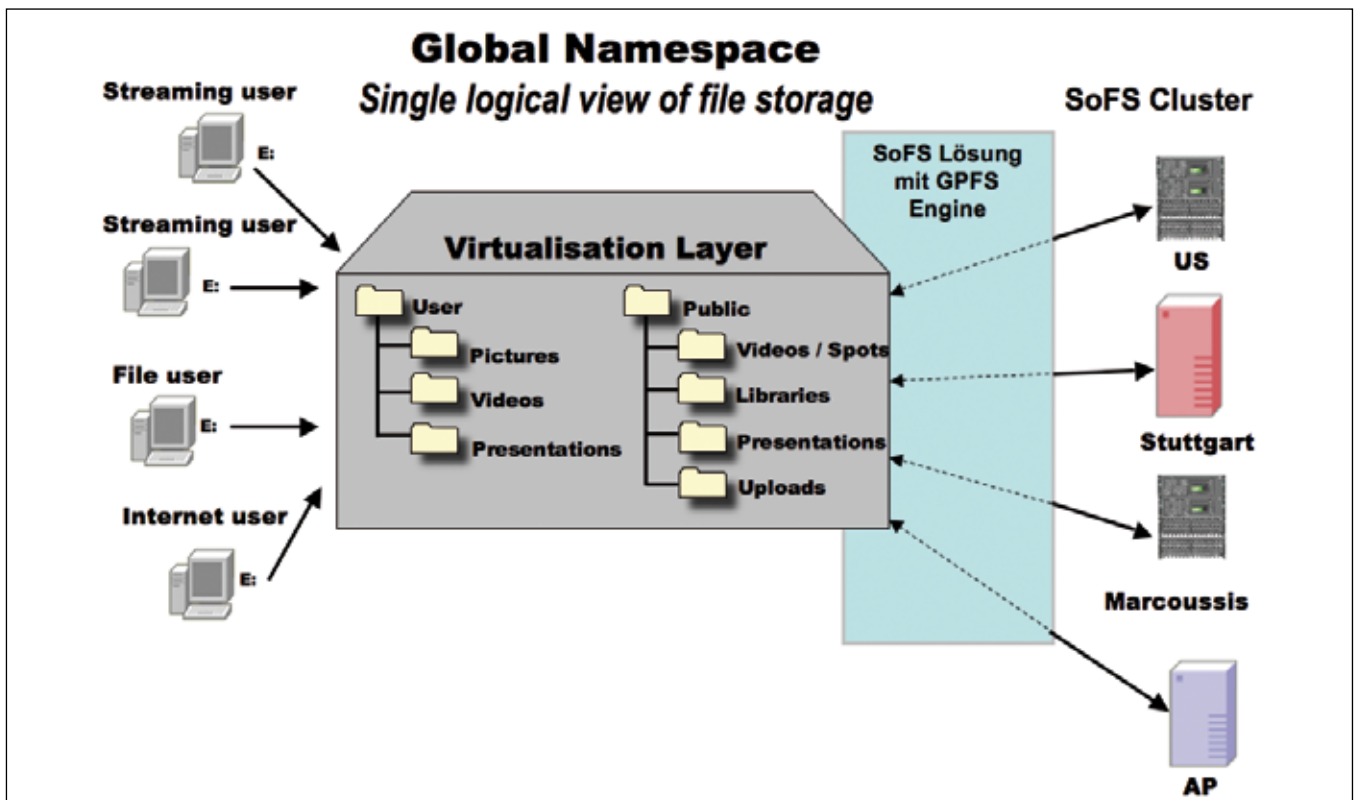 Global Namespace
Single logical view of file storage
Streaming user
E:
Streaming user
E:
File user
E:
Internet user
E:
Virtualisation Layer
User
Pictures
Videos
Presentations
Public
Videos / Spots
Libraries
Presentations
Uploads
SoFS Lösung
mit GPFS
Engine
SoFS Cluster
US
Stuttgart
Marcoussis
AP